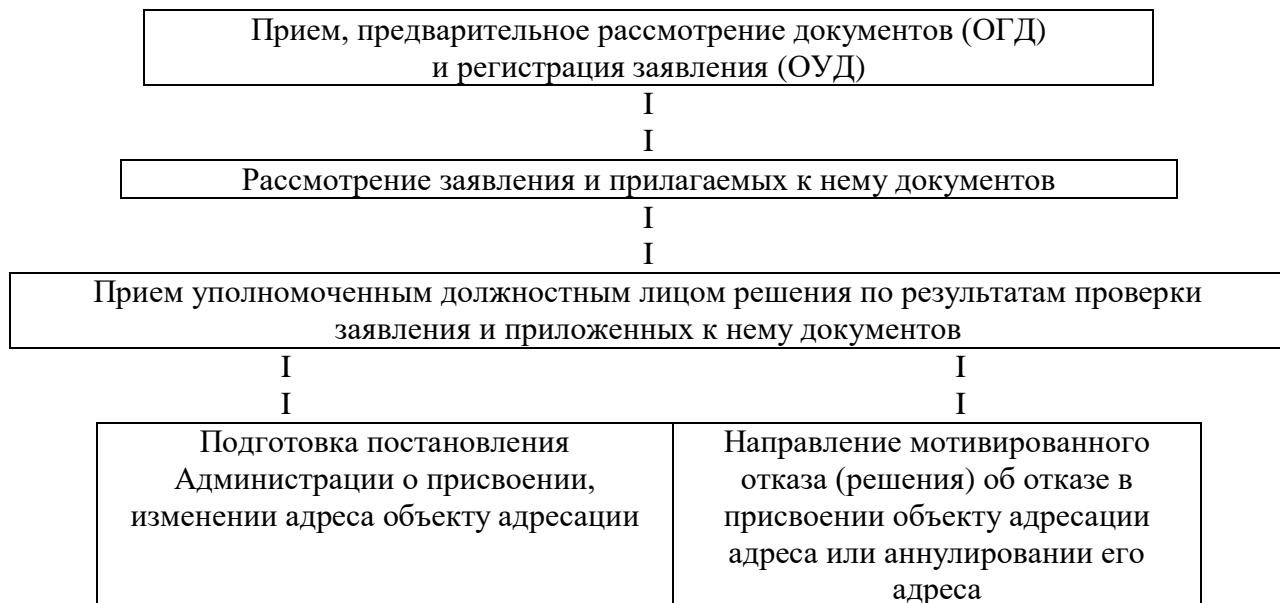 Прием, предварительное рассмотрение документов (ОГД)
и регистрация заявления (ОУД)
I
I
Рассмотрение заявления и прилагаемых к нему документов
I
I
Прием уполномоченным должностным лицом решения по результатам проверки
заявления и приложенных к нему документов
I I
I I
Подготовка постановления
Администрации о присвоении,
изменении адреса объекту адресации
Направление мотивированного
отказа (решения) об отказе в
присвоении объекту адресации
адреса или аннулировании его
адреса